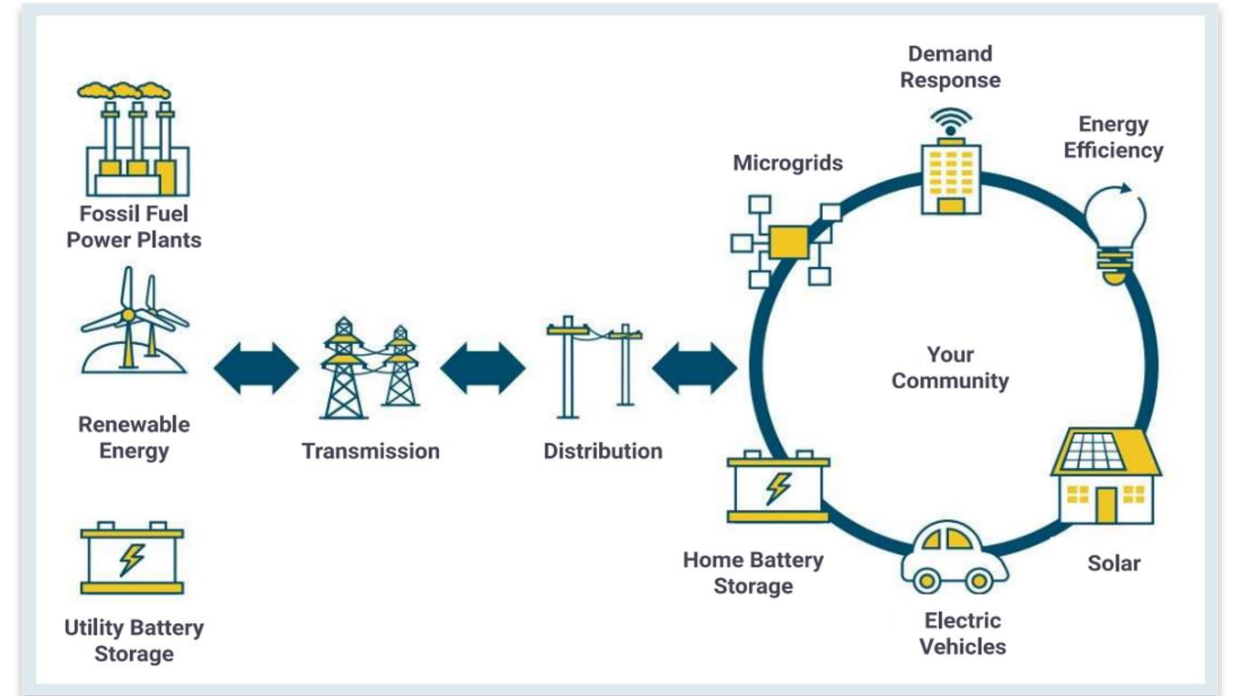 Fossil Fuel
Power Plants
Renewable
Energy
Utility Battery
Storage
Transmission
Distribution
Microgrids
Demand
Response
Energy
Efficiency
Your
Community
Solar
Electric
Vehicles
Home Battery
Storage